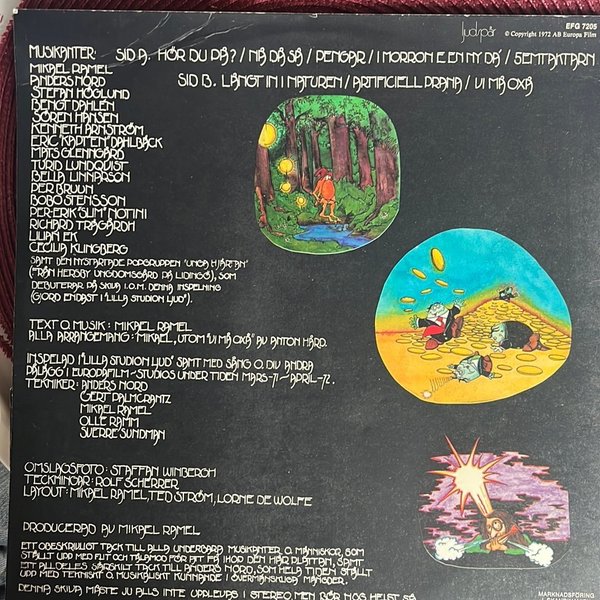 ljudspår
EFG 7205
© Copyright 1972 AB Europa Film
MUSIKANTER: SID A. HÖR DU PÅ? / NÄ DÅ SÅ / PENGAR / I MORRON E EN NY DA' / SEMTAKTARN
SID B. LÅNGT IN I NATUREN / ARTIFICIELL PRANA / VI MÅ OXÅ
MIKAEL RAMEL
ANDERS NORD
STEFAN HÖGLUND
BENGT DAHLÉN
SÖREN HANSEN
KENNETH ARNSTRÖM
ERIC "KAPTEN" DAHLBÄCK
MATS GLENNGÅRD
TURID LUNDQVIST
BELLA LINNARSON
PER BRUUN
BOBO STENSSON
PER-ERIK "SLIM" NOTINI
RICHARD TRÄGÅRDH
LILIAN EK
CECILIA KLINGBERG
SAMT DEN NYSTARTADE POPGRUPPEN "UNGA HJÄRTAN"
(FRÅN HERSBY UNGDOMSGÅRD PÅ LIDINGÖ), SOM
DEBUTERAR PÅ SKIVA I.O.M. DENNA INSPELNING
(GJORD ENDAST I "LILLA STUDION LJUD").
TEXT O. MUSIK: MIKAEL RAMEL
ALLA ARRANGEMANG: MIKAEL, UTOM "VI MÅ OXÅ" AV ANTON HÅRD.
INSPELAD I "LILLA STUDION LJUD" SAMT MED SÅNG O. DIV ANDRA
PÅLÄGG I EUROPAFILM-STUDIOS UNDER TIDEN MARS-71 - APRIL-72.
TEKNIKER: ANDERS NORD
GERT PALMCRANTZ
MIKAEL RAMEL
OLLE RAMM
SVERRE SUNDMAN
OMSLAGSFOTO: STAFFAN WINBERGH
TECKNINGAR: ROLF SCHERRER
LAYOUT: MIKAEL RAMEL, TED STRÖM, LORNE DE WOLFE
PRODUCERAD AV MIKAEL RAMEL
ETT OBESKRIVLIGT TACK TILL ALLA UNDERBARA MUSIKANTER O. MÄNNISKOR, SOM
STÄLLT UPP MED FLIT OCH TÅLAMOD FÖR ATT FÅ IHOP DEN HÄR PLATTAN, SAMT
ETT ALLDELES SÄRSKILT TACK TILL ANDERS NORD, SOM HELA TIDEN STÄLLT
UPP MED TEKNISKT O. MUSIKALISKT KUNNANDE I ÖVERMÄNSKLIGA MÄNGDER.
DENNA SKIVA MÅSTE JU FALLS INTE UPPLEVAS I STEREO, MEN BÖR NOG HELST SÅ
MARKNADSFÖRING